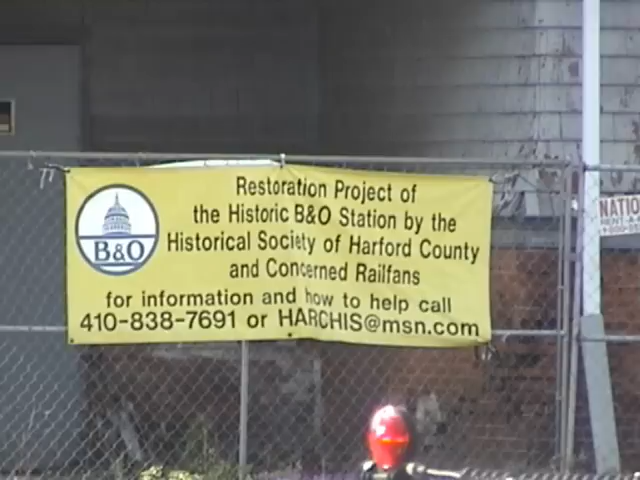 Restoration Project of
the Historic B&O Station by the
Historical Society of Harford County
and Concerned Railfans
for information and how to help call
410-838-7691 or HARCHIS@msn.com
B&O
NATIO